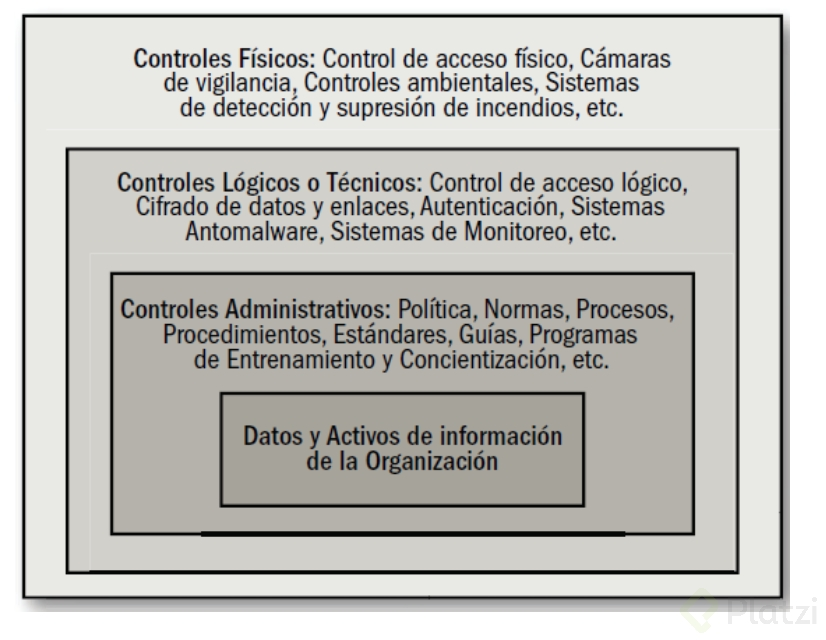 Controles Físicos: Control de acceso físico, Cámaras
de vigilancia, Controles ambientales, Sistemas
de detección y supresión de incendios, etc.
Controles Lógicos o Técnicos: Control de acceso lógico,
Cifrado de datos y enlaces, Autenticación, Sistemas
Antomalware, Sistemas de Monitoreo, etc.
Controles Administrativos: Política, Normas, Procesos,
Procedimientos, Estándares, Guías, Programas
de Entrenamiento y Concientización, etc.
Datos y Activos de información
de la Organización
Platzi